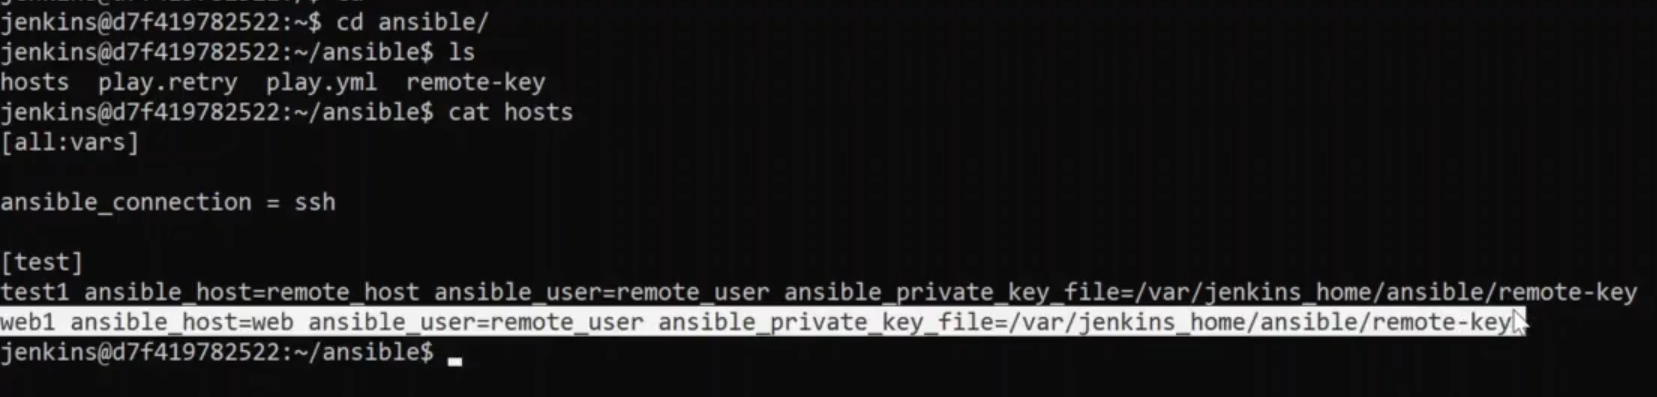 jenkins@d7f419782522:~$ cd ansible/
jenkins@d7f419782522:~/ansible$ ls
hosts  play.retry  play.yml  remote-key
jenkins@d7f419782522:~/ansible$ cat hosts
[all:vars]
ansible_connection = ssh
[test]
test1 ansible_host=remote_host ansible_user=remote_user ansible_private_key_file=/var/jenkins_home/ansible/remote-key
web1 ansible_host=web ansible_user=remote_user ansible_private_key_file=/var/jenkins_home/ansible/remote-key
jenkins@d7f419782522:~/ansible$